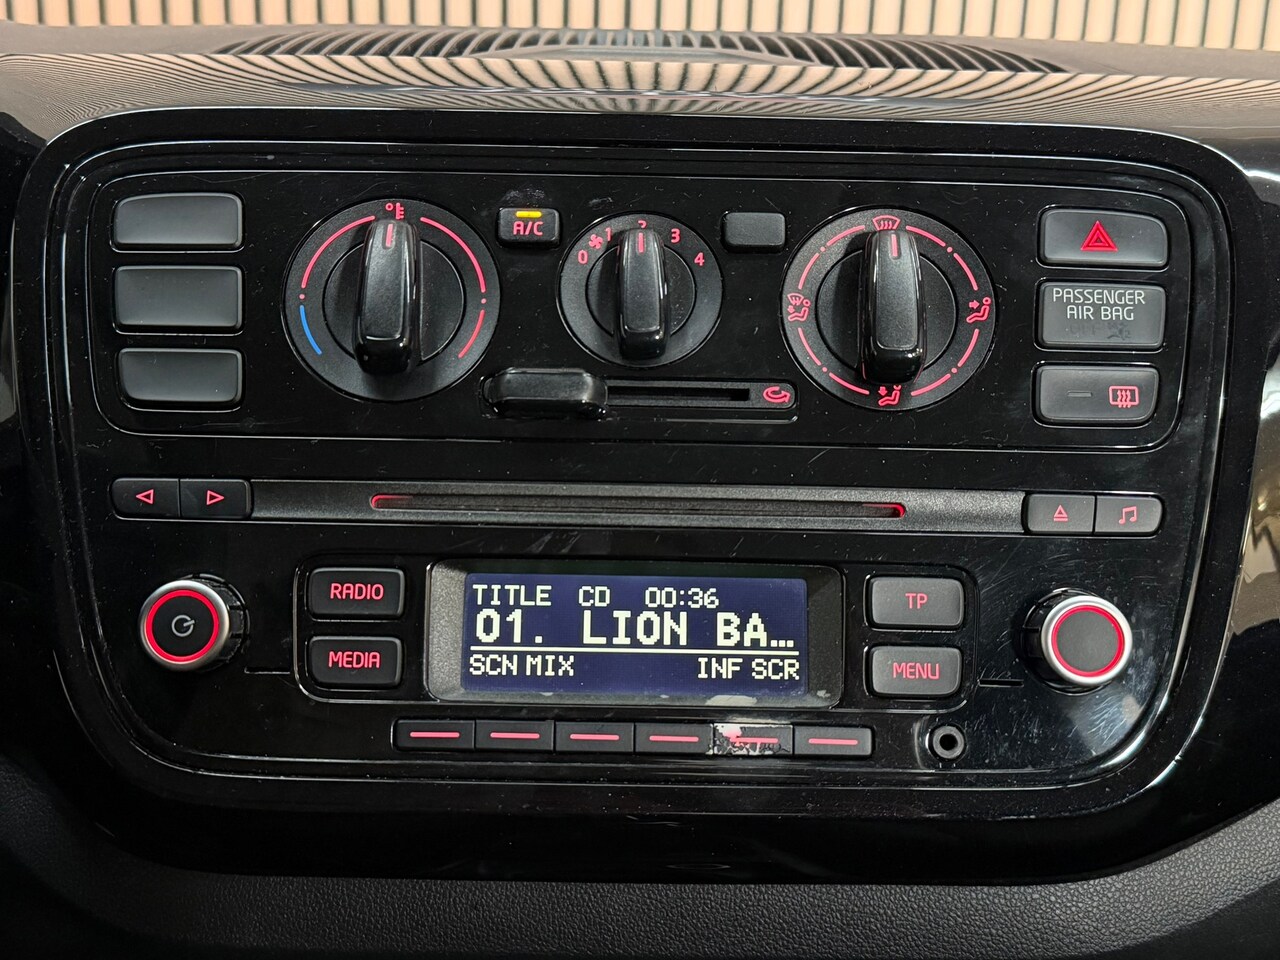 A/C
0 1 2 3 4
PASSENGER
AIR BAG
OFF
RADIO
MEDIA
TITLE CD 00:36
01. LION BA...
SCN MIX INF SCR
TP
MENU